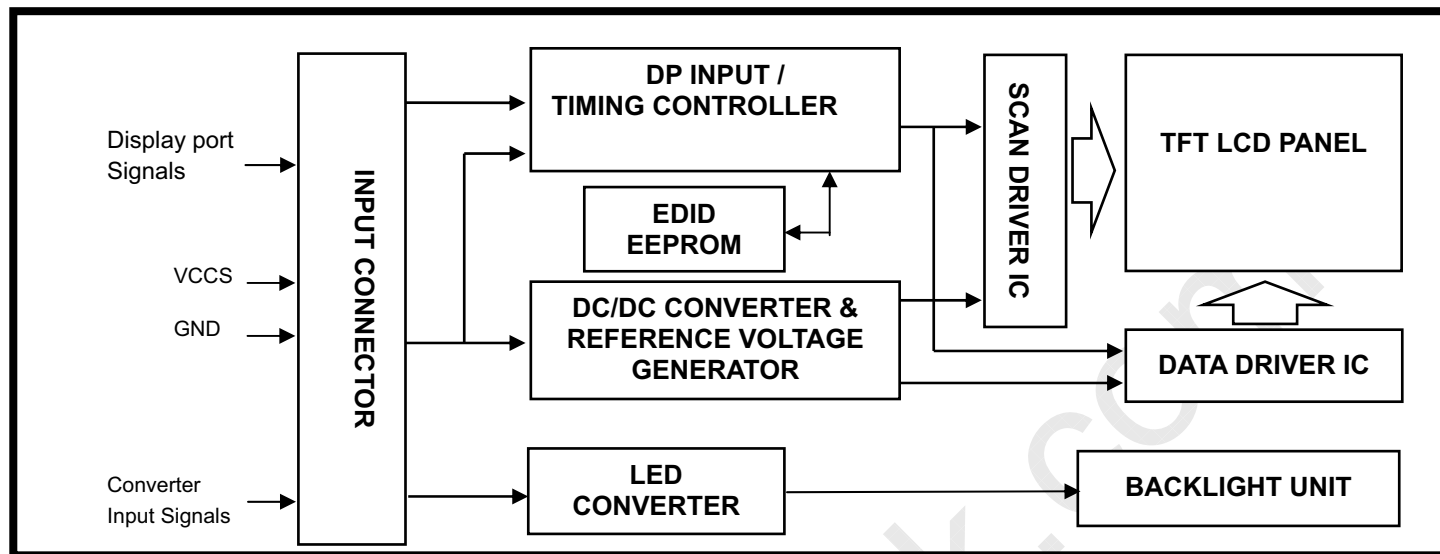 DP INPUT /
TIMING CONTROLLER
SCAN DRIVER IC
TFT LCD PANEL
Display port
Signals
INPUT CONNECTOR
EDID
EEPROM
VCCS
GND
DC/DC CONVERTER &
REFERENCE VOLTAGE
GENERATOR
DATA DRIVER IC
Converter
Input Signals
LED
CONVERTER
BACKLIGHT UNIT